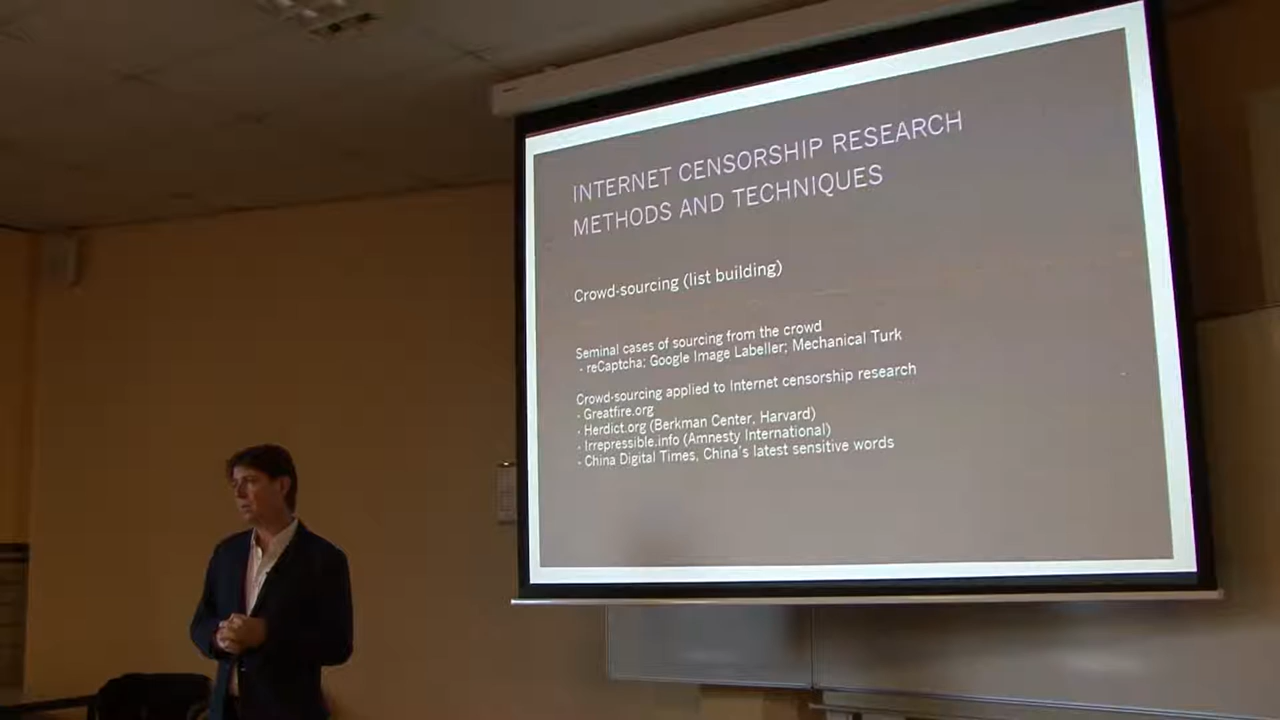 INTERNET CENSORSHIP RESEARCH
METHODS AND TECHNIQUES
Crowd-sourcing (list building)
Seminal cases of sourcing from the crowd
- reCaptcha; Google Image Labeller; Mechanical Turk
Crowd-sourcing applied to Internet censorship research
- Greatfire.org
- Herdict.org (Berkman Center, Harvard)
- Irrepressible.info (Amnesty International)
- China Digital Times, China's latest sensitive words